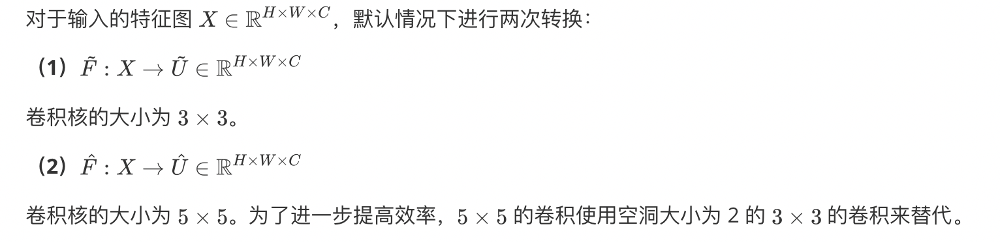 对于输入的特征图 $X \in \mathbb{R}^{H \times W \times C}$，默认情况下进行两次转换：
（1）$\tilde{F} : X \to \tilde{U} \in \mathbb{R}^{H \times W \times C}$
卷积核的大小为 $3 \times 3$。
（2）$\hat{F} : X \to \hat{U} \in \mathbb{R}^{H \times W \times C}$
卷积核的大小为 $5 \times 5$。为了进一步提高效率，$5 \times 5$ 的卷积使用空洞大小为 2 的 $3 \times 3$ 的卷积来替代。